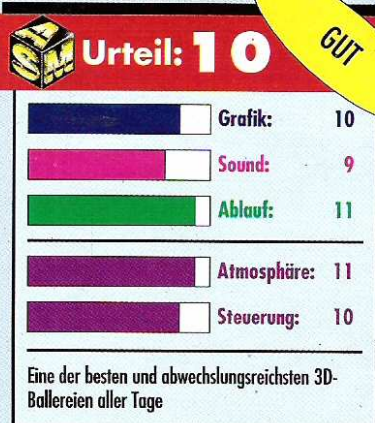 ASM
Urteil: 10
GUT
Grafik: 10
Sound: 9
Ablauf: 11
Atmosphäre: 11
Steuerung: 10
Eine der besten und abwechslungsreichsten 3D-
Ballereien aller Tage